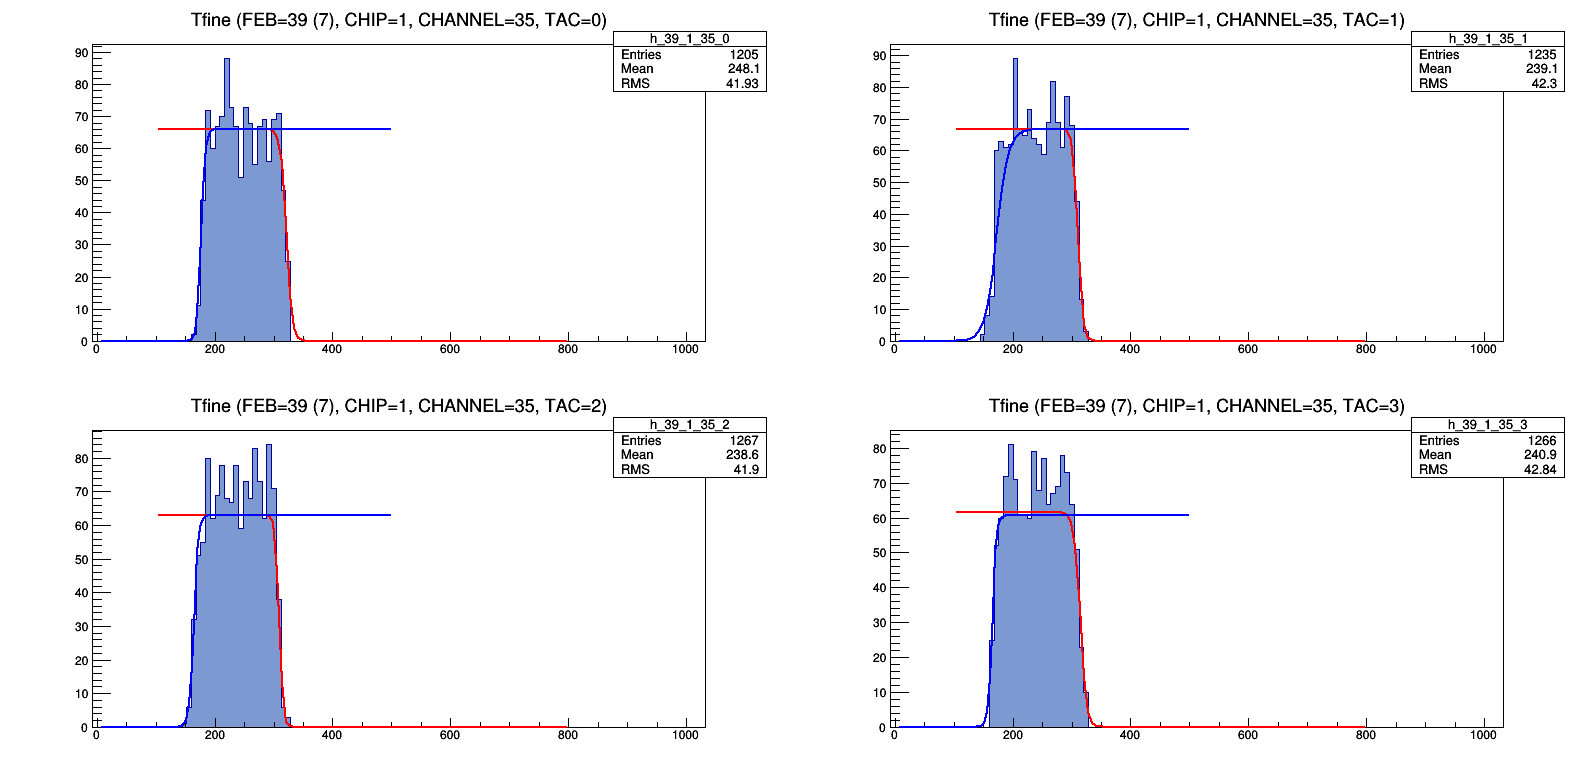 Tfine (FEB=39 (7), CHIP=1, CHANNEL=35, TAC=0)
h_39_1_35_0
Entries 1205
Mean 248.1
RMS 41.93
90
80
70
60
50
40
30
20
10
0
0 200 400 600 800 1000
Tfine (FEB=39 (7), CHIP=1, CHANNEL=35, TAC=1)
h_39_1_35_1
Entries 1235
Mean 239.1
RMS 42.3
90
80
70
60
50
40
30
20
10
0
0 200 400 600 800 1000
Tfine (FEB=39 (7), CHIP=1, CHANNEL=35, TAC=2)
h_39_1_35_2
Entries 1267
Mean 238.6
RMS 41.9
80
70
60
50
40
30
20
10
0
0 200 400 600 800 1000
Tfine (FEB=39 (7), CHIP=1, CHANNEL=35, TAC=3)
h_39_1_35_3
Entries 1266
Mean 240.9
RMS 42.84
80
70
60
50
40
30
20
10
0
0 200 400 600 800 1000